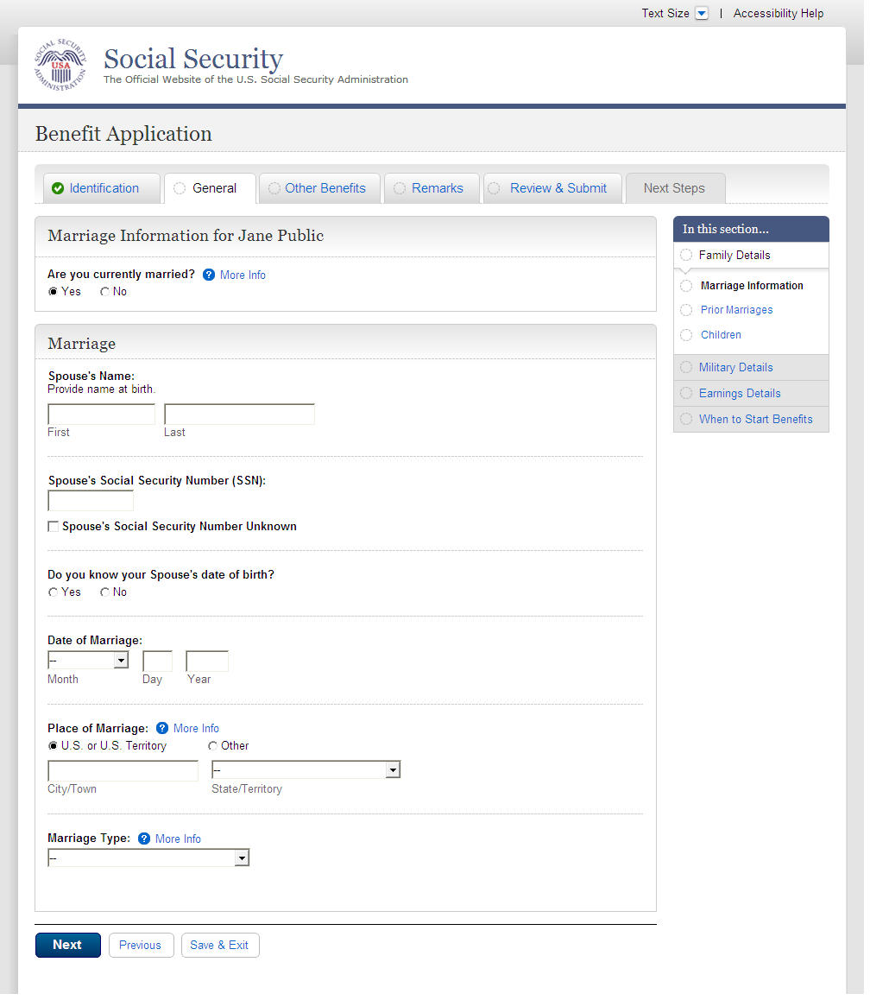 Text Size | Accessibility Help
SOCIAL SECURITY ADMINISTRATION
USA
Social Security
The Official Website of the U.S. Social Security Administration
Benefit Application
Identification General Other Benefits Remarks Review & Submit Next Steps
Marriage Information for Jane Public
Are you currently married? ? More Info
Yes No
Marriage
Spouse's Name:
Provide name at birth.
First Last
Spouse's Social Security Number (SSN):
Spouse's Social Security Number Unknown
Do you know your Spouse's date of birth?
Yes No
Date of Marriage:
--
Month Day Year
Place of Marriage: ? More Info
U.S. or U.S. Territory Other
--
City/Town State/Territory
Marriage Type: ? More Info
--
Next Previous Save & Exit
In this section...
Family Details
Marriage Information
Prior Marriages
Children
Military Details
Earnings Details
When to Start Benefits